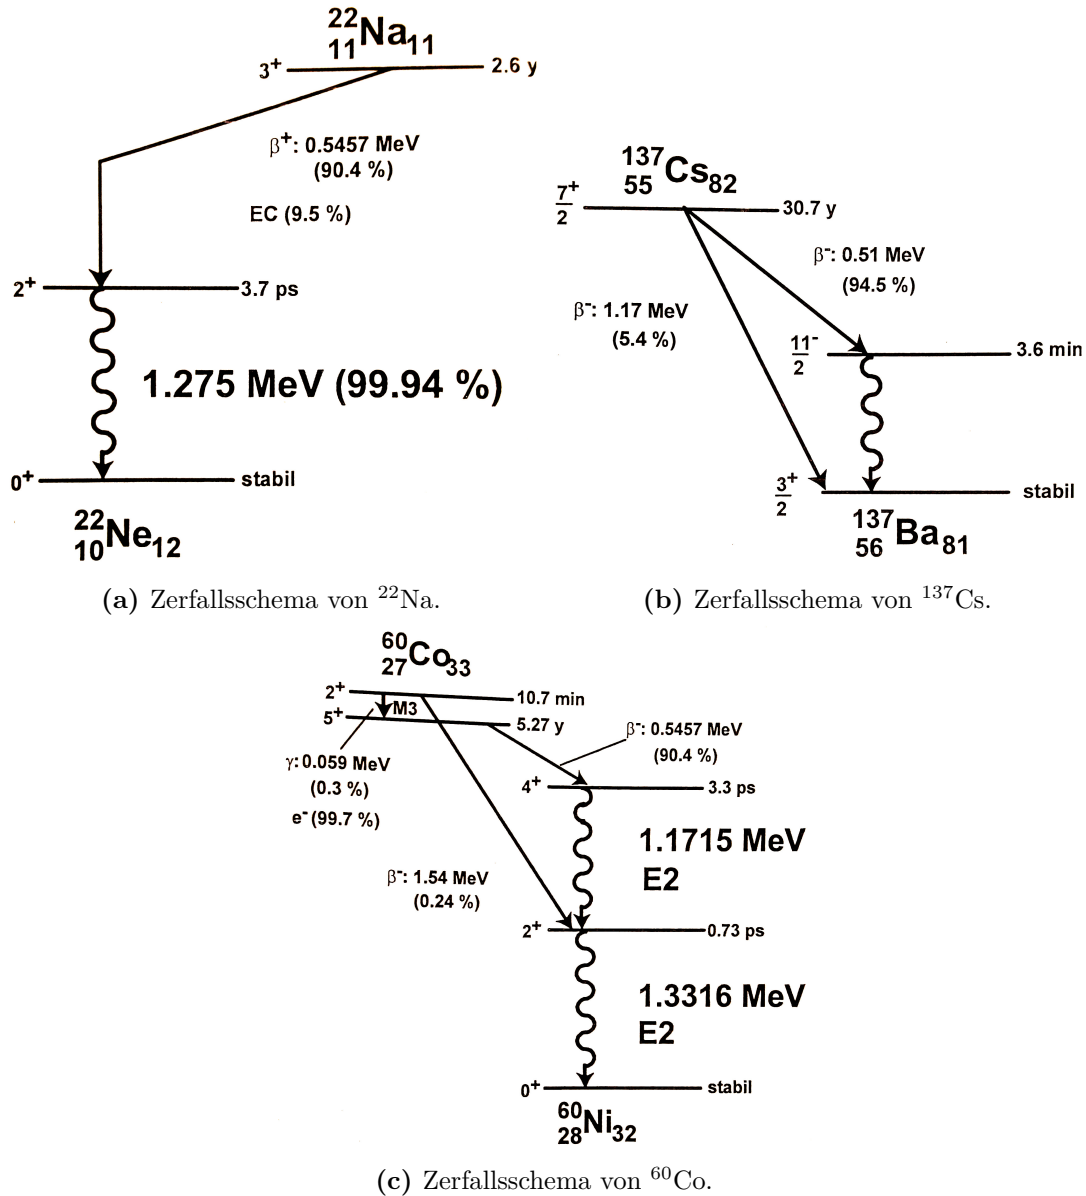 22
11Na11
3+ 2.6 y
β+: 0.5457 MeV
(90.4 %)
EC (9.5 %)
2+ 3.7 ps
1.275 MeV (99.94 %)
0+ stabil
22
10Ne12
(a) Zerfallsschema von 22Na.
137
55Cs82
7+
2 30.7 y
β-: 0.51 MeV
(94.5 %)
β-: 1.17 MeV
(5.4 %)
11-
2 3.6 min
3+
2 stabil
137
56Ba81
(b) Zerfallsschema von 137Cs.
60
27Co33
2+ 10.7 min
M3
5+ 5.27 y
β-: 0.5457 MeV
(90.4 %)
γ: 0.059 MeV
(0.3 %)
e- (99.7 %)
4+ 3.3 ps
1.1715 MeV
E2
β-: 1.54 MeV
(0.24 %)
2+ 0.73 ps
1.3316 MeV
E2
0+ stabil
60
28Ni32
(c) Zerfallsschema von 60Co.